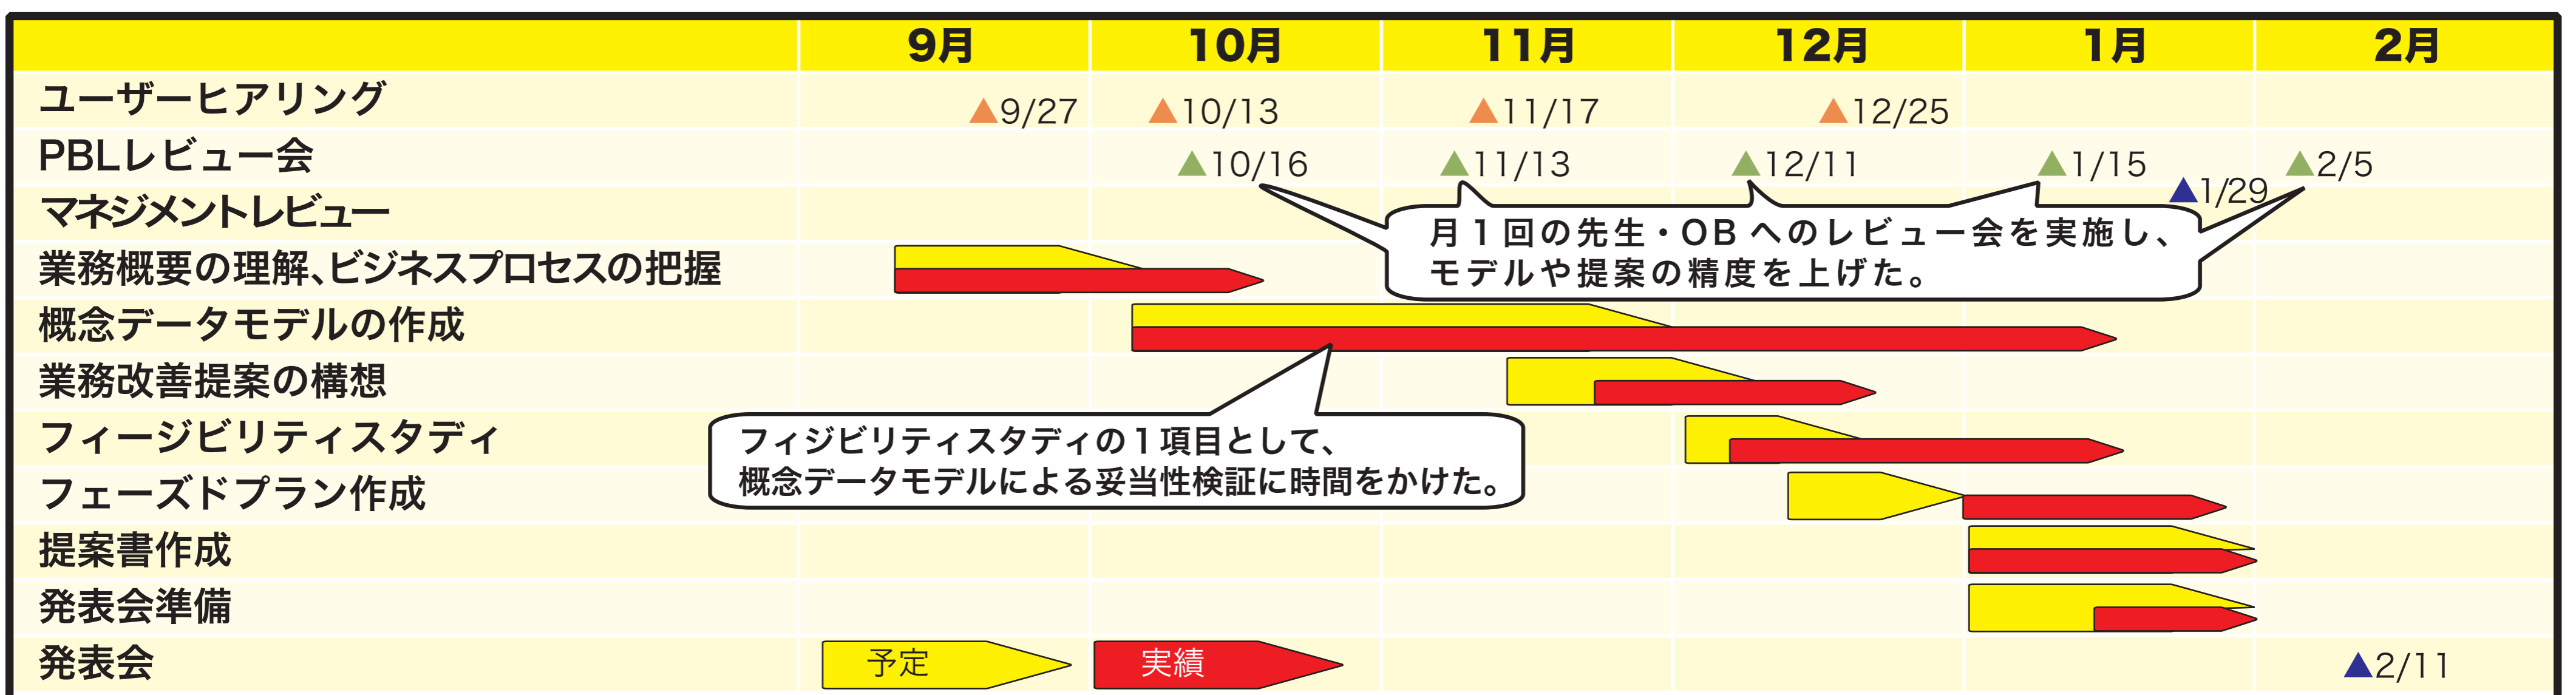 9月 10月 11月 12月 1月 2月
ユーザーヒアリング ▲9/27 ▲10/13 ▲11/17 ▲12/25
PBLレビュー会 ▲10/16 ▲11/13 ▲12/11 ▲1/15 ▲2/5
マネジメントレビュー ▲1/29
月1回の先生・OBへのレビュー会を実施し、
モデルや提案の精度を上げた。
業務概要の理解、ビジネスプロセスの把握
概念データモデルの作成
業務改善提案の構想
フィージビリティスタディ
フィジビリティスタディの1項目として、
概念データモデルによる妥当性検証に時間をかけた。
フェーズドプラン作成
提案書作成
発表会準備
発表会 予定 実績 ▲2/11